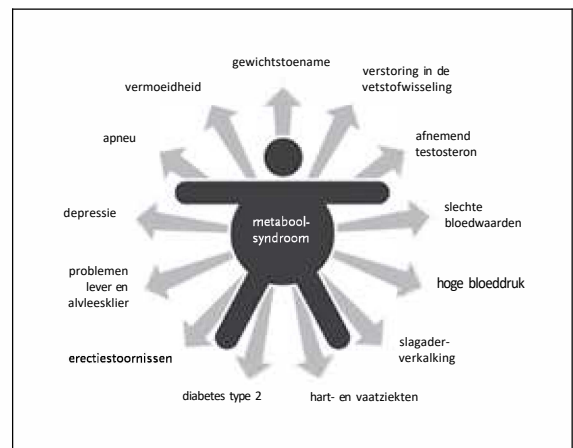 gewichtstoename
verstoring in de
vetstofwisseling
vermoeidheid
apneu
afnemend
testosteron
depressie
metabool-
syndroom
slechte
bloedwaarden
problemen
lever en
alvleesklier
hoge bloeddruk
erectiestoornissen
slagader-
verkalking
diabetes type 2
hart- en vaatziekten